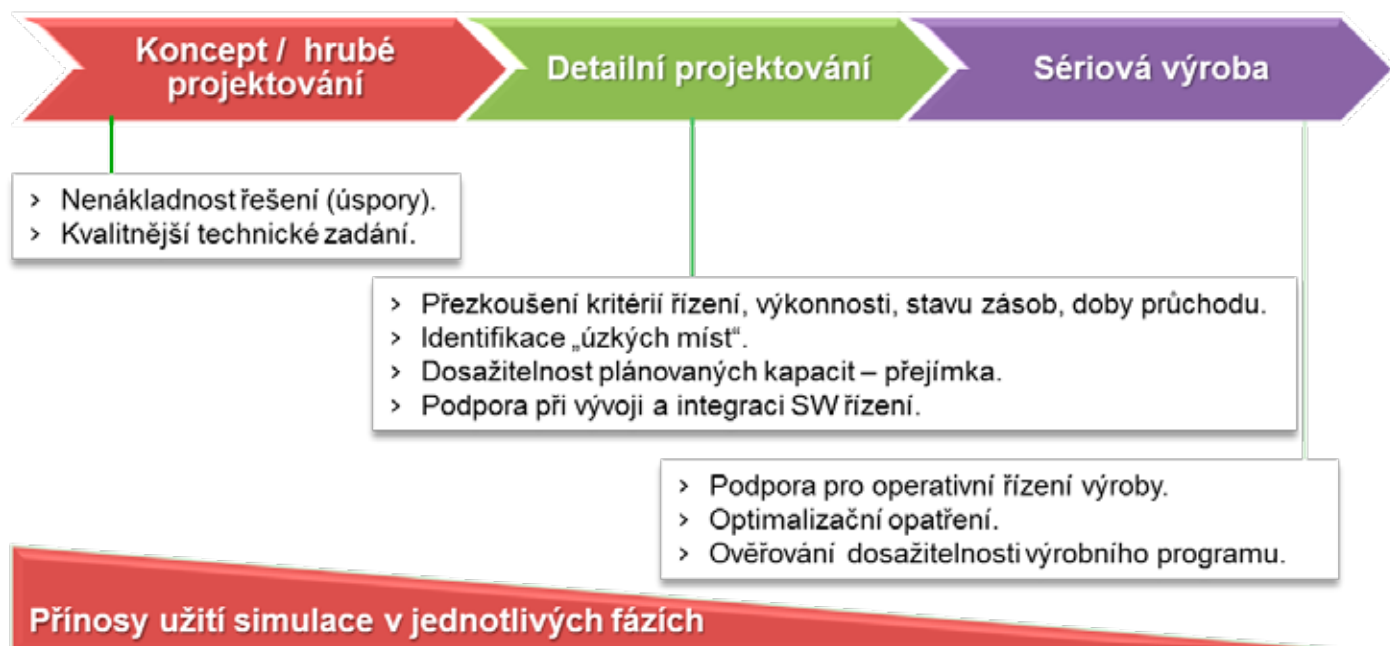 Koncept / hrubé
projektování
Detailní projektování
Sériová výroba
> Nenákladnost řešení (úspory).
> Kvalitnější technické zadání.
> Přezkoušení kritérií řízení, výkonnosti, stavu zásob, doby průchodu.
> Identifikace „úzkých míst“.
> Dosažitelnost plánovaných kapacit – přejímka.
> Podpora při vývoji a integraci SW řízení.
> Podpora pro operativní řízení výroby.
> Optimalizační opatření.
> Ověřování dosažitelnosti výrobního programu.
Přínosy užití simulace v jednotlivých fázích